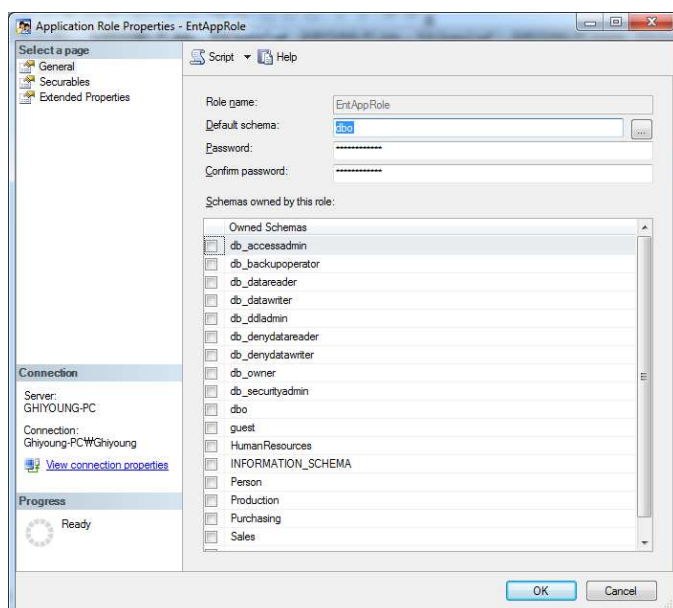 Application Role Properties - EntAppRole
Select a page
General
Securables
Extended Properties
Script
Help
Role name:
EntAppRole
Default schema:
dbo
...
Password:
************
Confirm password:
************
Schemas owned by this role:
Owned Schemas
db_accessadmin
db_backupoperator
db_datareader
db_datawriter
db_ddladmin
db_denydatareader
db_denydatawriter
db_owner
db_securityadmin
dbo
guest
HumanResources
INFORMATION_SCHEMA
Person
Production
Purchasing
Sales
Connection
Server:
GHIYOUNG-PC
Connection:
Ghiyoung-PC₩Ghiyoung
View connection properties
Progress
Ready
OK
Cancel